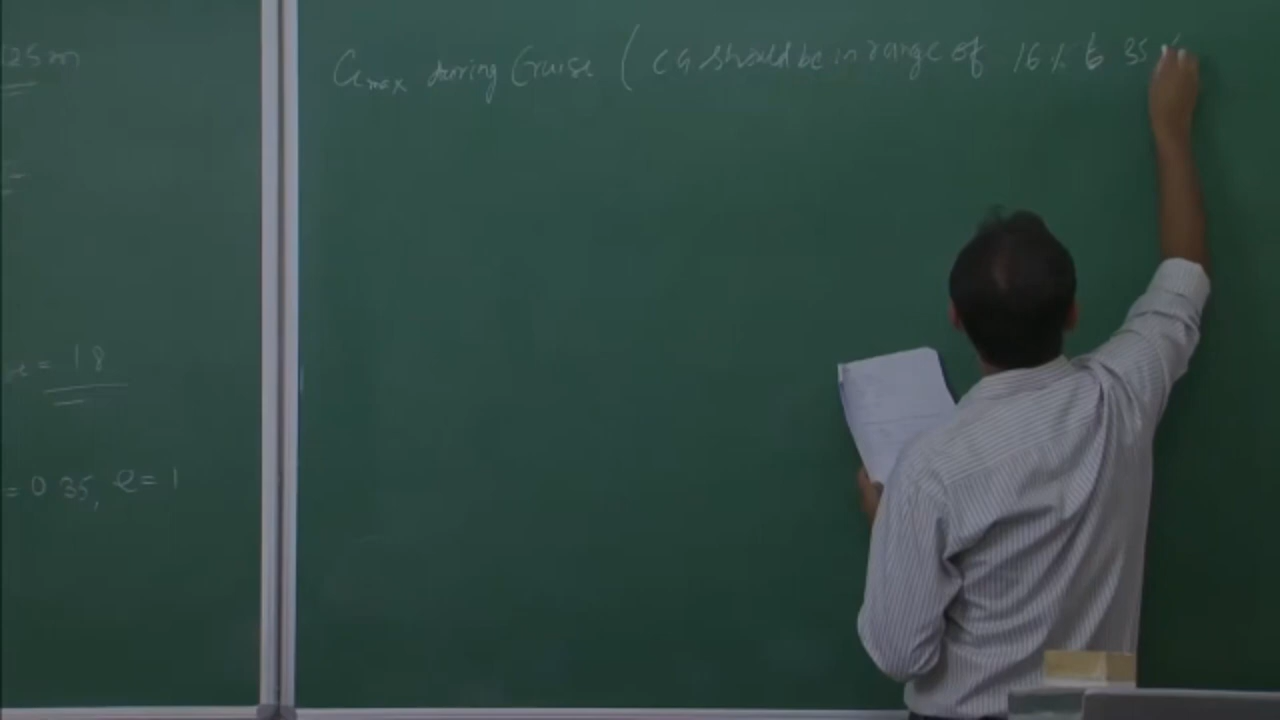 25 m
= 18
= 0.35, e = 1
CLmax during Cruise ( CG should be in range of 16% to 35%